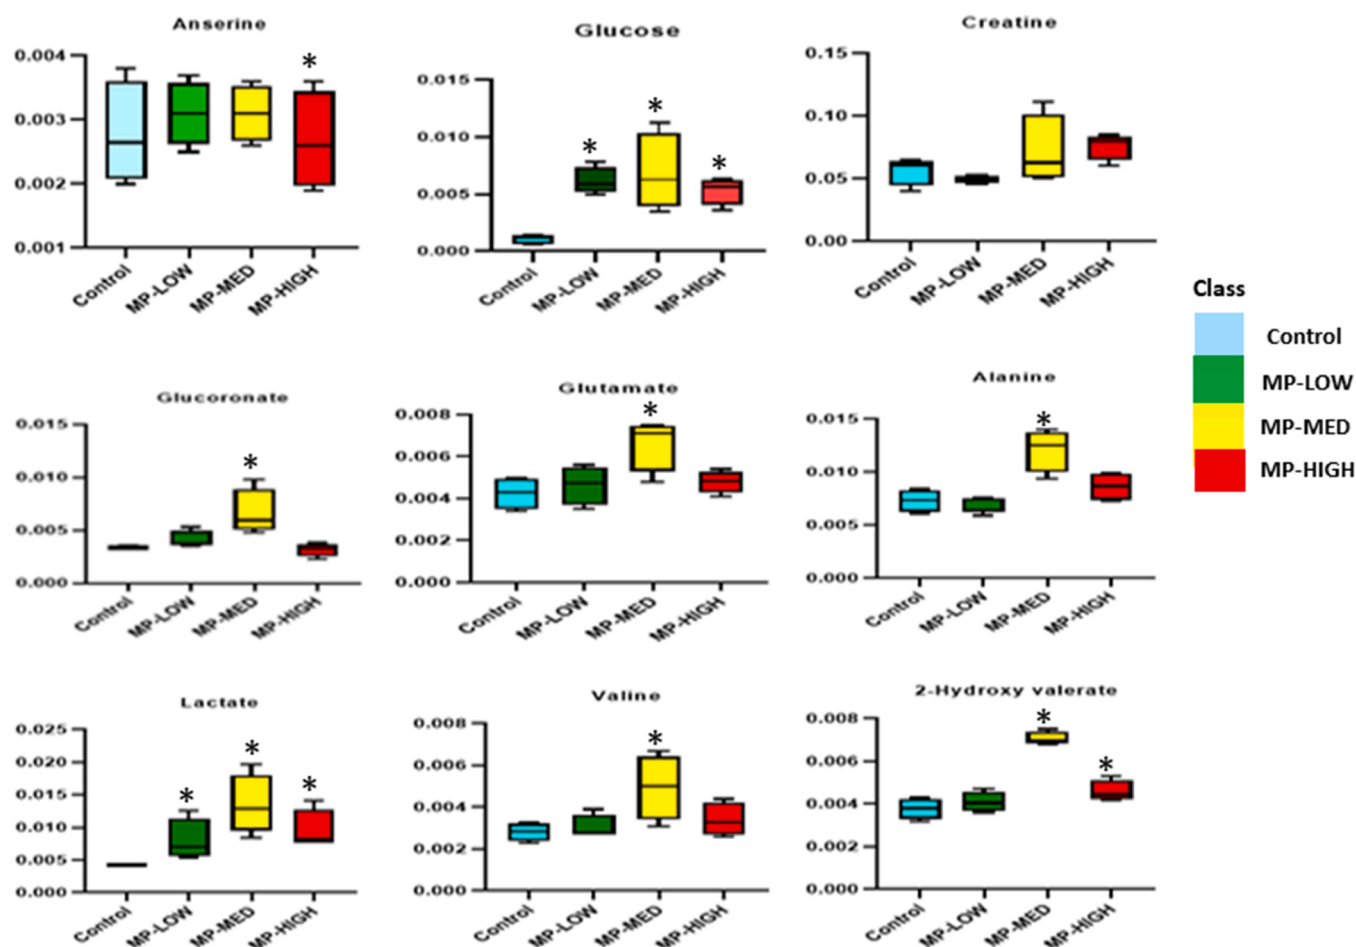 Anserine
0.004
0.003
0.002
0.001
*
Control
MP-LOW
MP-MED
MP-HIGH
Glucose
0.015
0.010
0.005
0.000
*
*
*
Control
MP-LOW
MP-MED
MP-HIGH
Creatine
0.15
0.10
0.05
0.00
Control
MP-LOW
MP-MED
MP-HIGH
Class
Control
MP-LOW
MP-MED
MP-HIGH
Glucoronate
0.015
0.010
0.005
0.000
*
Control
MP-LOW
MP-MED
MP-HIGH
Glutamate
0.008
0.006
0.004
0.002
0.000
*
Control
MP-LOW
MP-MED
MP-HIGH
Alanine
0.015
0.010
0.005
0.000
*
Control
MP-LOW
MP-MED
MP-HIGH
Lactate
0.025
0.020
0.015
0.010
0.005
0.000
*
*
*
Control
MP-LOW
MP-MED
MP-HIGH
Valine
0.008
0.006
0.004
0.002
0.000
*
Control
MP-LOW
MP-MED
MP-HIGH
2-Hydroxy valerate
0.008
0.006
0.004
0.002
0.000
*
*
Control
MP-LOW
MP-MED
MP-HIGH